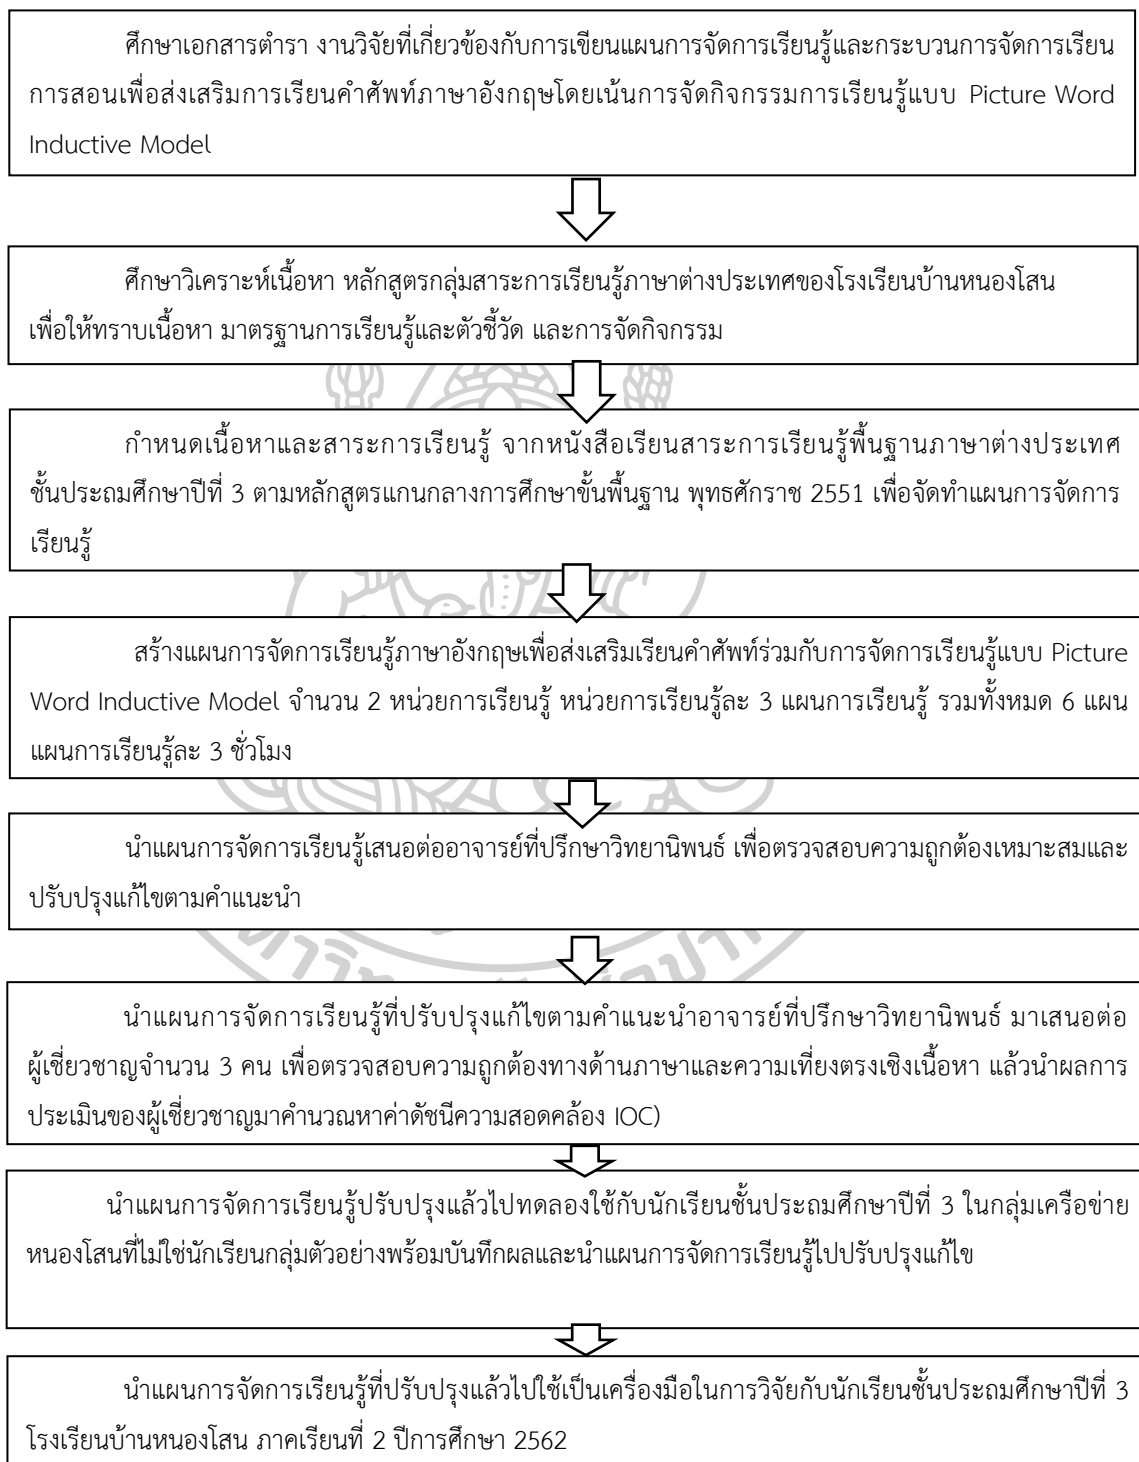 ศึกษาเอกสารตำรา งานวิจัยที่เกี่ยวข้องกับการเขียนแผนการจัดการเรียนรู้และกระบวนการจัดการเรียน
การสอนเพื่อส่งเสริมการเรียนคำศัพท์ภาษาอังกฤษโดยเน้นการจัดกิจกรรมการเรียนรู้แบบ Picture Word
Inductive Model
ศึกษาวิเคราะห์เนื้อหา หลักสูตรกลุ่มสาระการเรียนรู้ภาษาต่างประเทศของโรงเรียนบ้านหนองโสน
เพื่อให้ทราบเนื้อหา มาตรฐานการเรียนรู้และตัวชี้วัด และการจัดกิจกรรม
กำหนดเนื้อหาและสาระการเรียนรู้ จากหนังสือเรียนสาระการเรียนรู้พื้นฐานภาษาต่างประเทศ
ชั้นประถมศึกษาปีที่ 3 ตามหลักสูตรแกนกลางการศึกษาขั้นพื้นฐาน พุทธศักราช 2551 เพื่อจัดทำแผนการจัดการ
เรียนรู้
สร้างแผนการจัดการเรียนรู้ภาษาอังกฤษเพื่อส่งเสริมเรียนคำศัพท์ร่วมกับการจัดการเรียนรู้แบบ Picture
Word Inductive Model จำนวน 2 หน่วยการเรียนรู้ หน่วยการเรียนรู้ละ 3 แผนการเรียนรู้ รวมทั้งหมด 6 แผน
แผนการเรียนรู้ละ 3 ชั่วโมง
นำแผนการจัดการเรียนรู้เสนอต่ออาจารย์ที่ปรึกษาวิทยานิพนธ์ เพื่อตรวจสอบความถูกต้องเหมาะสมและ
ปรับปรุงแก้ไขตามคำแนะนำ
นำแผนการจัดการเรียนรู้ที่ปรับปรุงแก้ไขตามคำแนะนำอาจารย์ที่ปรึกษาวิทยานิพนธ์ มาเสนอต่อ
ผู้เชี่ยวชาญจำนวน 3 คน เพื่อตรวจสอบความถูกต้องทางด้านภาษาและความเที่ยงตรงเชิงเนื้อหา แล้วนำผลการ
ประเมินของผู้เชี่ยวชาญมาคำนวณหาค่าดัชนีความสอดคล้อง IOC)
นำแผนการจัดการเรียนรู้ปรับปรุงแล้วไปทดลองใช้กับนักเรียนชั้นประถมศึกษาปีที่ 3 ในกลุ่มเครือข่าย
หนองโสนที่ไม่ใช่นักเรียนกลุ่มตัวอย่างพร้อมบันทึกผลและนำแผนการจัดการเรียนรู้ไปปรับปรุงแก้ไข
นำแผนการจัดการเรียนรู้ที่ปรับปรุงแล้วไปใช้เป็นเครื่องมือในการวิจัยกับนักเรียนชั้นประถมศึกษาปีที่ 3
โรงเรียนบ้านหนองโสน ภาคเรียนที่ 2 ปีการศึกษา 2562